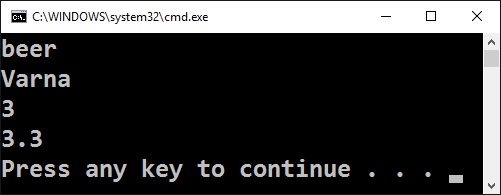 C:\WINDOWS\system32\cmd.exe
beer
Varna
3
3.3
Press any key to continue . . .